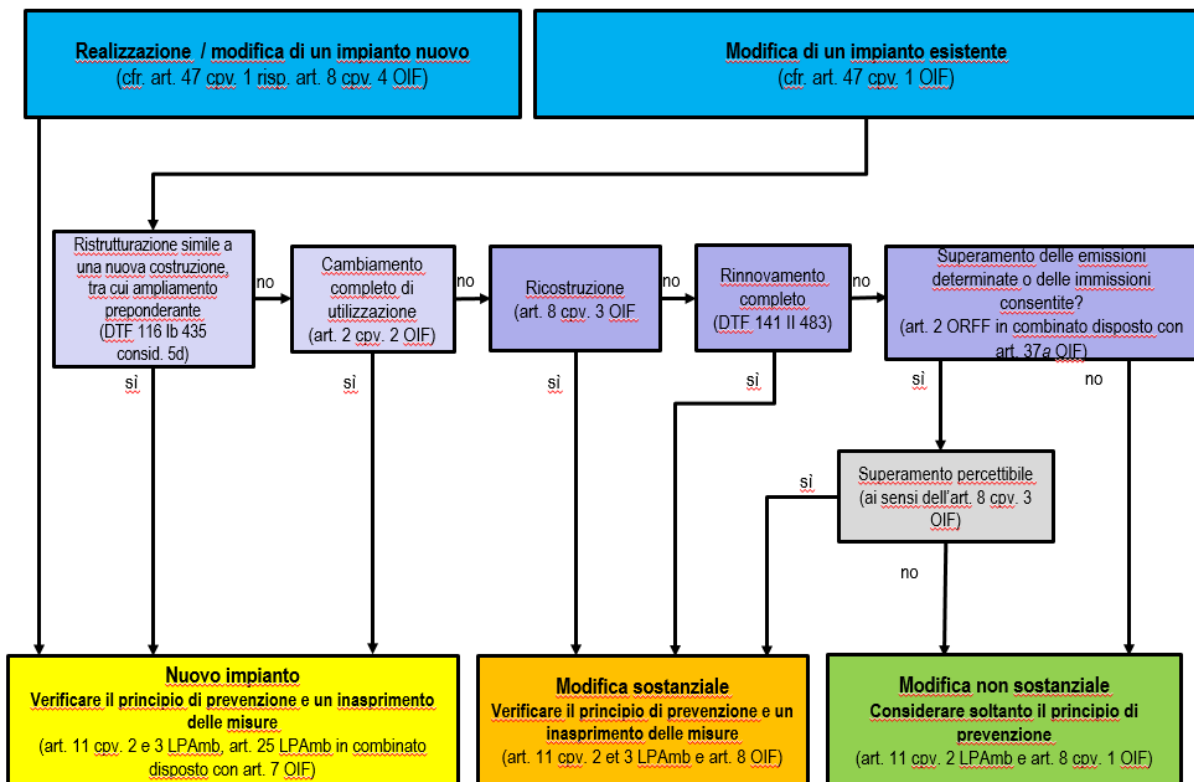 Realizzazione / modifica di un impianto nuovo
(cfr. art. 47 cpv. 1 risp. art. 8 cpv. 4 OIF)
Modifica di un impianto esistente
(cfr. art. 47 cpv. 1 OIF)
Ristrutturazione simile a
una nuova costruzione,
tra cui ampliamento
preponderante
(DTF 116 Ib 435
consid. 5d)
no
Cambiamento
completo di
utilizzazione
(art. 2 cpv. 2 OIF)
no
Ricostruzione
(art. 8 cpv. 3 OIF
no
Rinnovamento
completo
(DTF 141 II 483)
no
Superamento delle emissioni
determinate o delle immissioni
consentite?
(art. 2 ORFF in combinato disposto con
art. 37a OIF)
sì
sì
sì
sì
sì
no
Superamento percettibile
(ai sensi dell'art. 8 cpv. 3
OIF)
sì
no
Nuovo impianto
Verificare il principio di prevenzione e un inasprimento
delle misure
(art. 11 cpv. 2 e 3 LPAmb, art. 25 LPAmb in combinato
disposto con art. 7 OIF)
Modifica sostanziale
Verificare il principio di prevenzione e un
inasprimento delle misure
(art. 11 cpv. 2 et 3 LPAmb e art. 8 OIF)
Modifica non sostanziale
Considerare soltanto il principio di
prevenzione
(art. 11 cpv. 2 LPAmb e art. 8 cpv. 1 OIF)